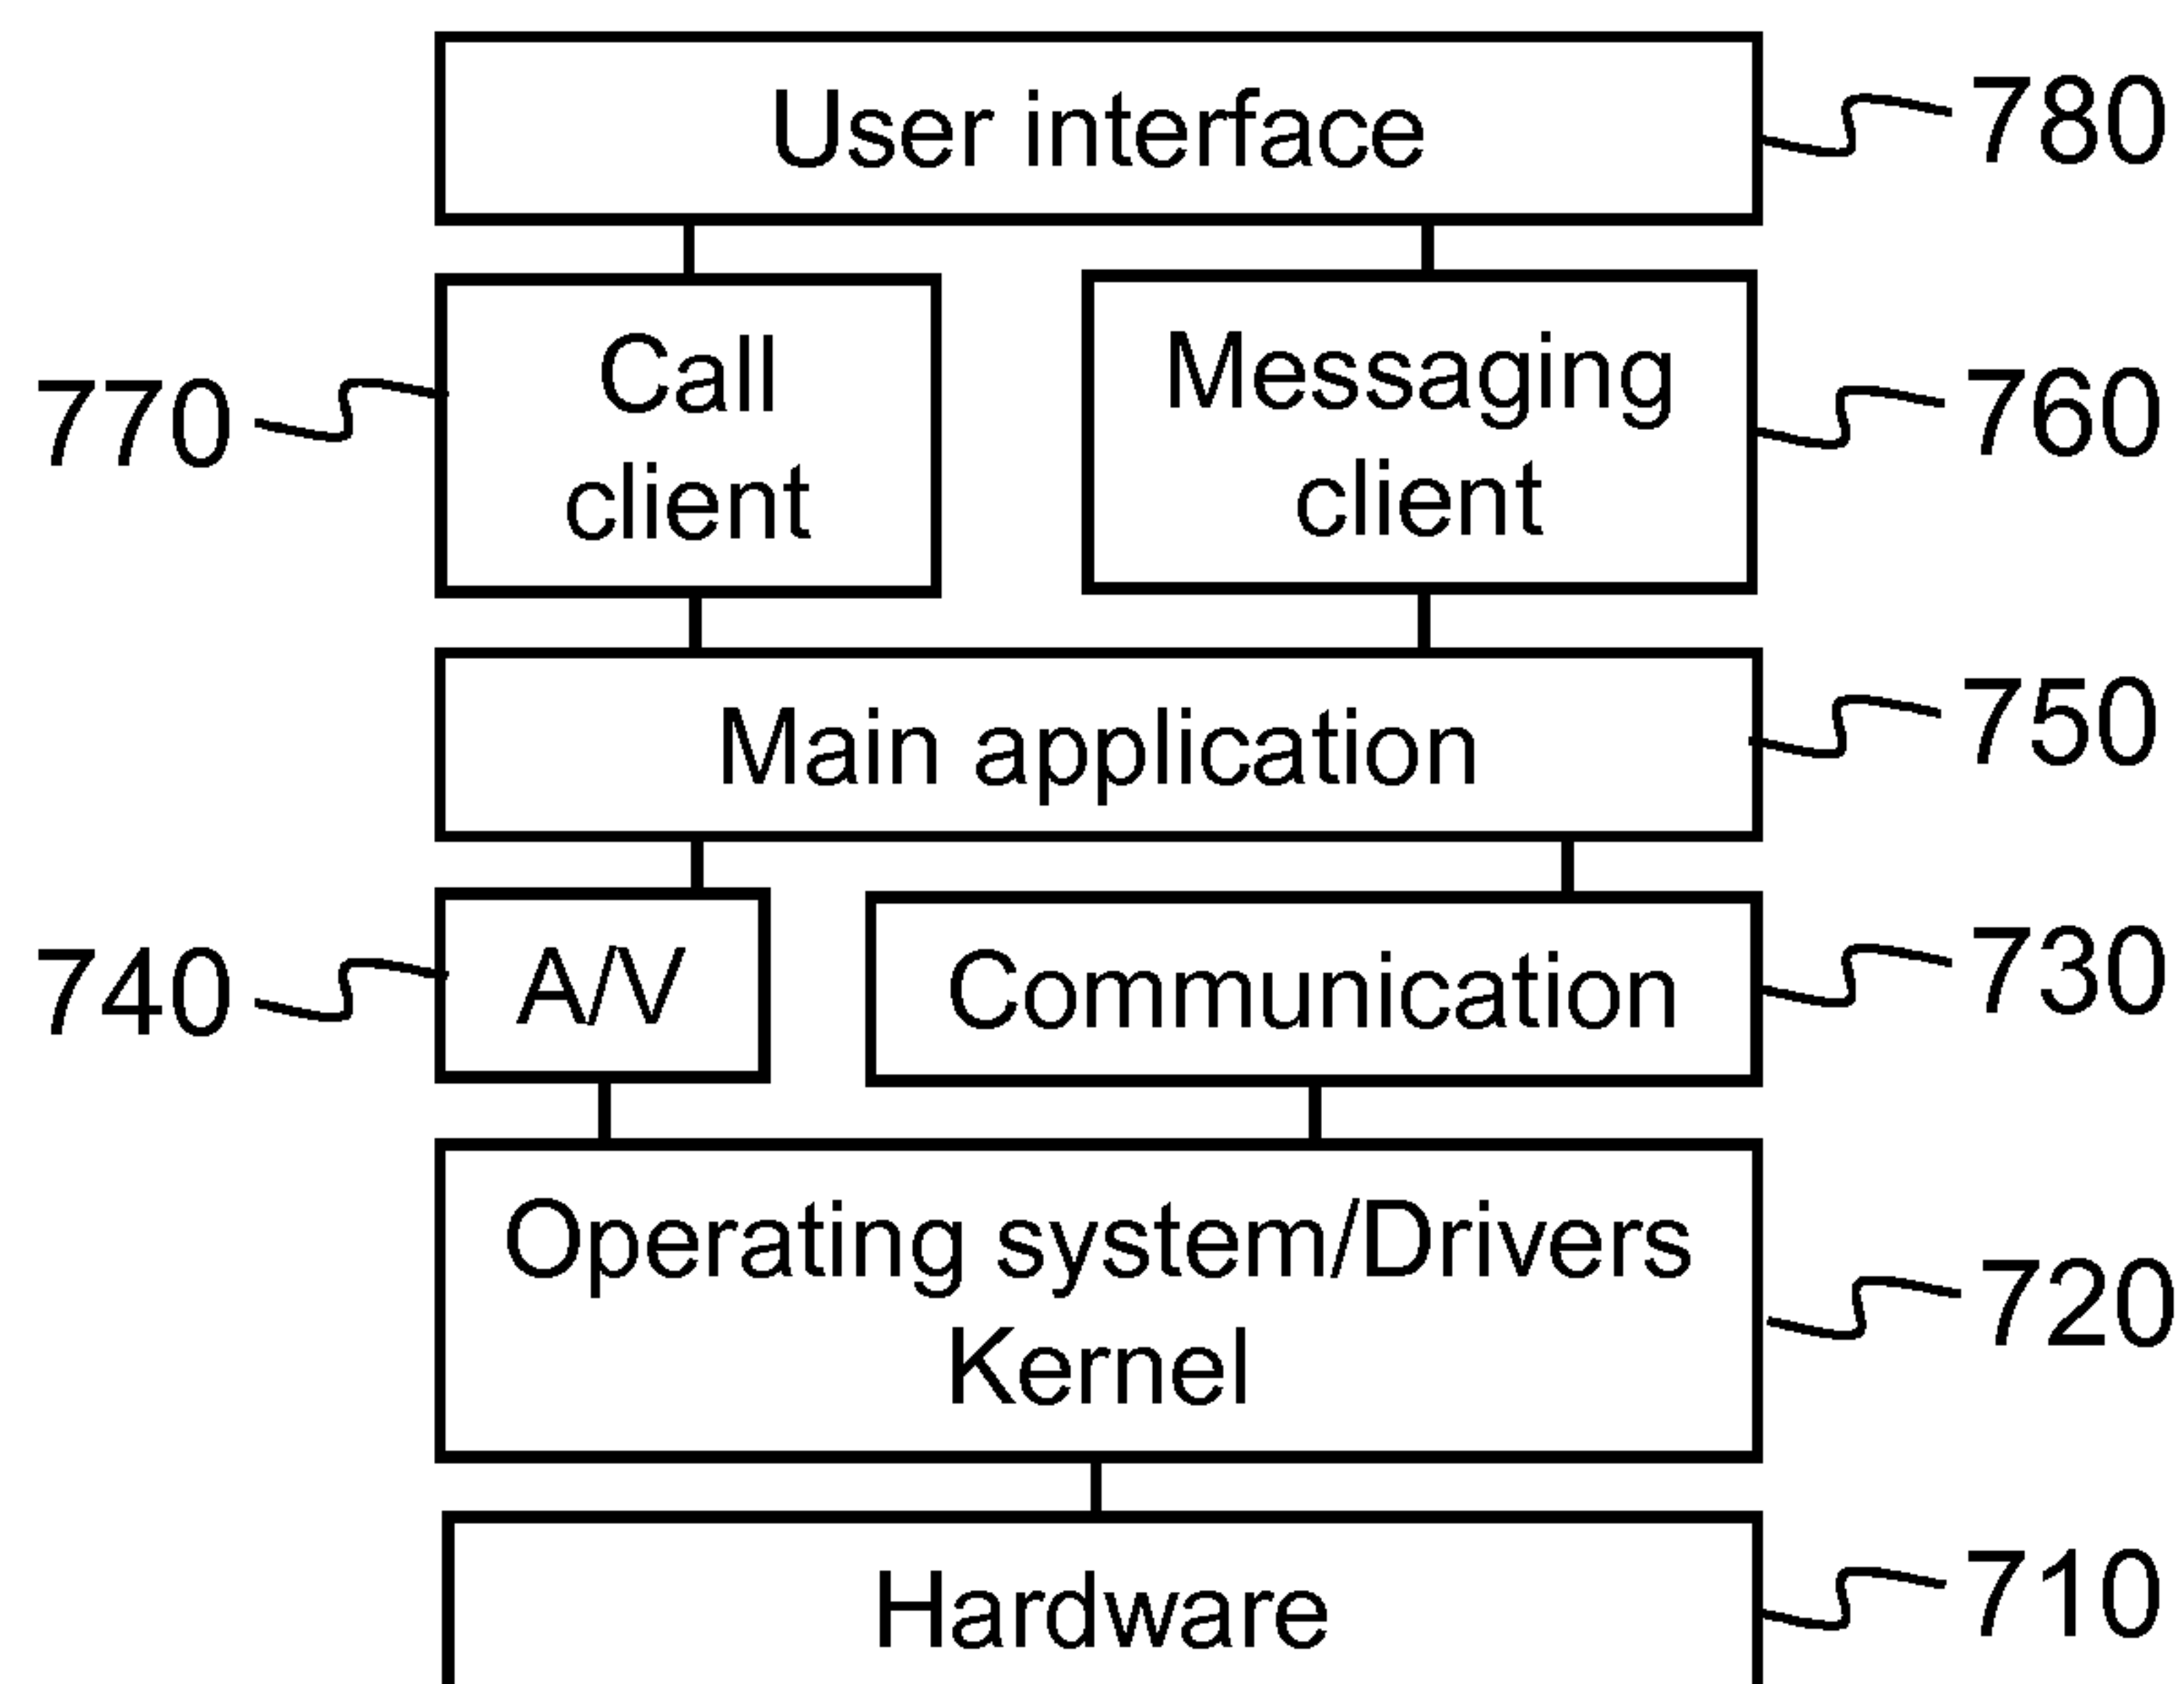 User interface
780
Call
client
770
Messaging
client
760
Main application
750
A/V
740
Communication
730
Operating system/Drivers
Kernel
720
Hardware
710